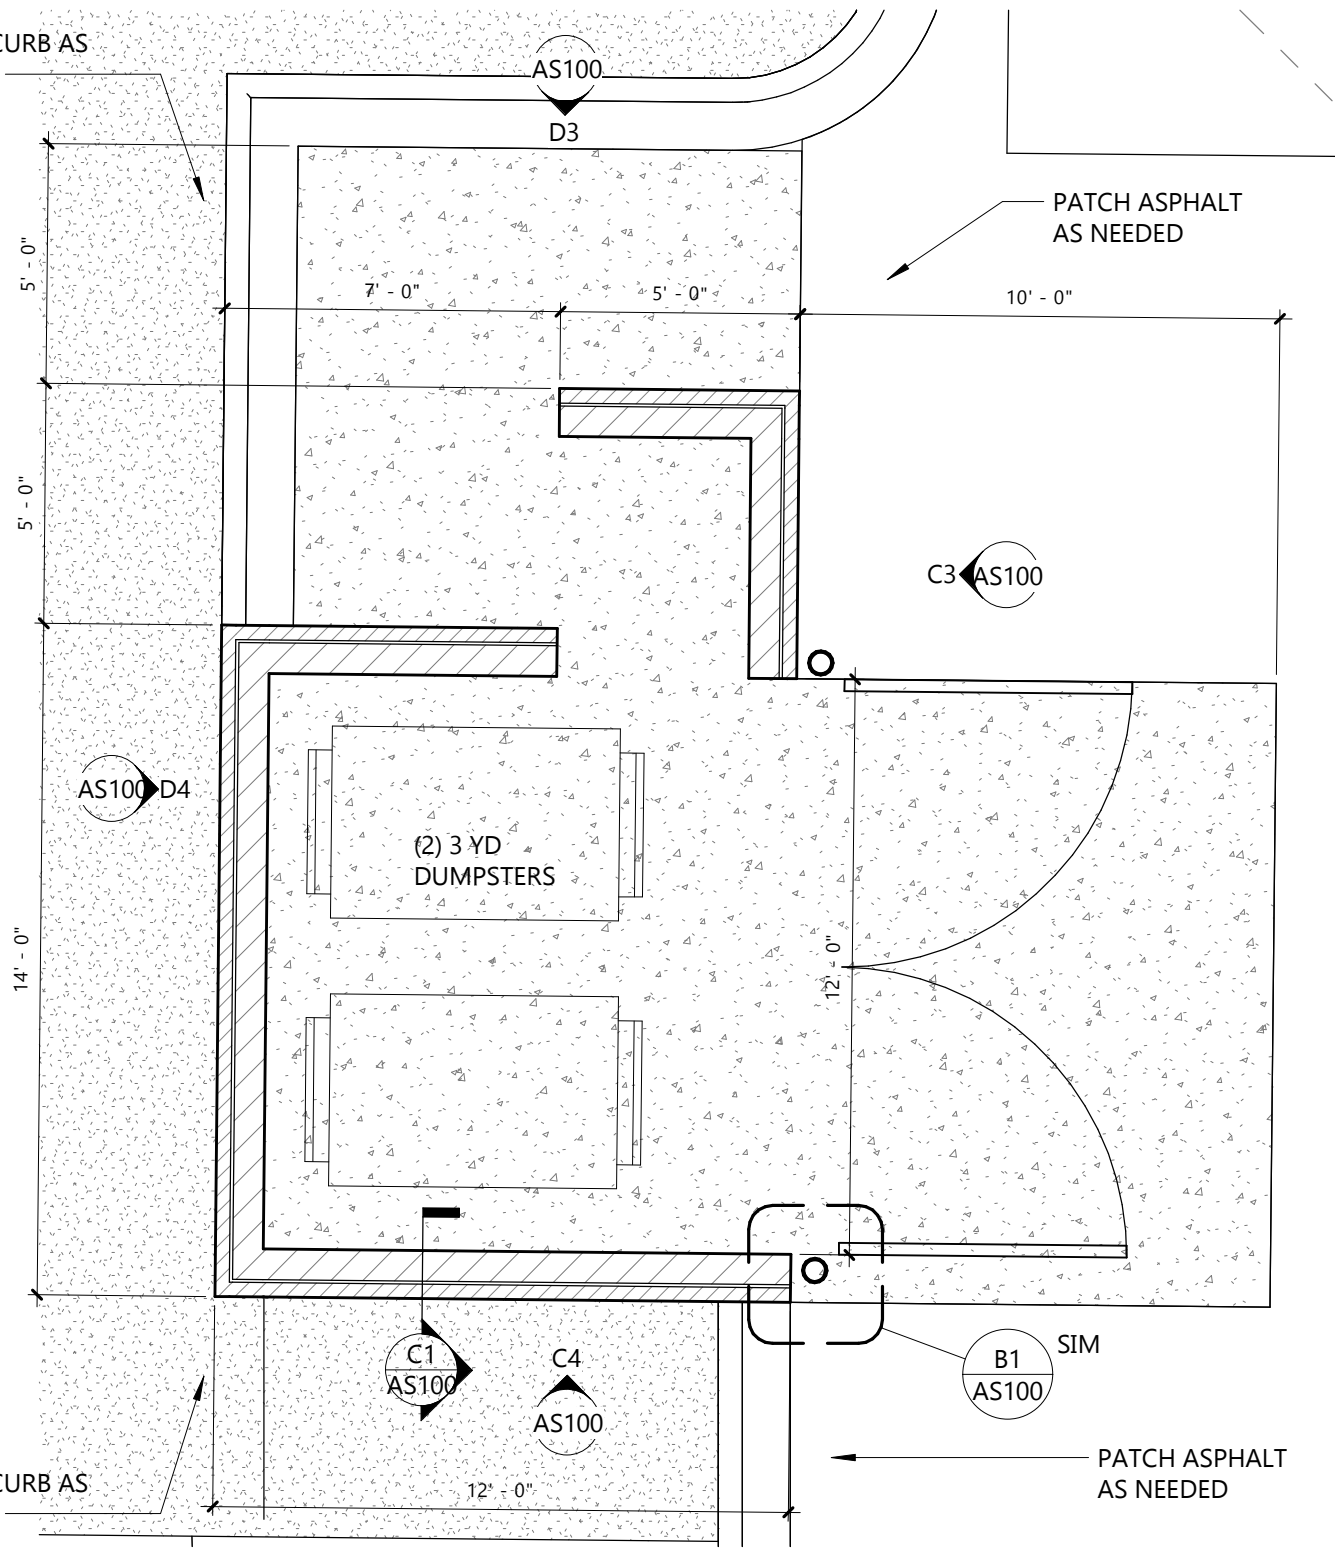 CURB AS
AS100
D3
PATCH ASPHALT
AS NEEDED
5' - 0"
7' - 0"
5' - 0"
10' - 0"
5' - 0"
C3
AS100
AS100
D4
(2) 3 YD
DUMPSTERS
14' - 0"
12' - 0"
C1
AS100
C4
AS100
B1
AS100
SIM
PATCH ASPHALT
AS NEEDED
CURB AS
12' - 0"